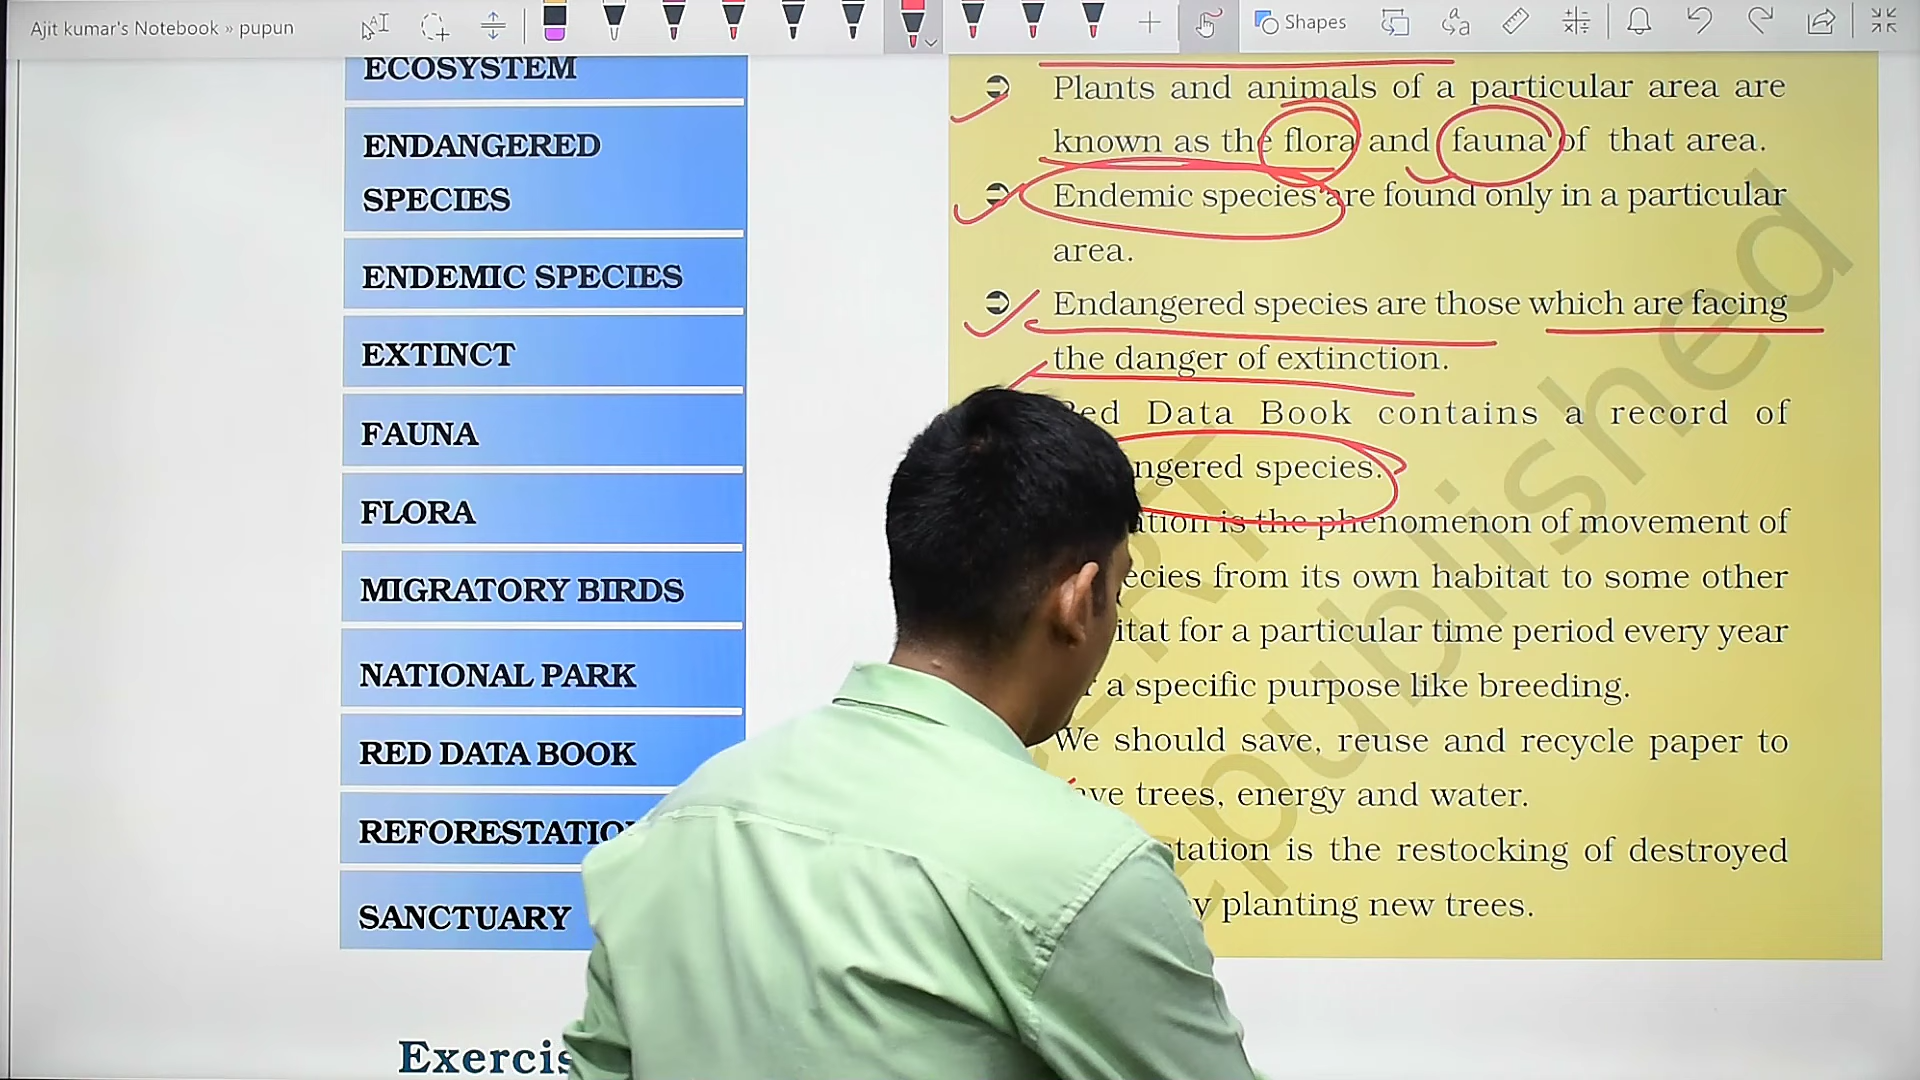 Ajit kumar's Notebook » pupun
Shapes
ECOSYSTEM
ENDANGERED
SPECIES
ENDEMIC SPECIES
EXTINCT
FAUNA
FLORA
MIGRATORY BIRDS
NATIONAL PARK
RED DATA BOOK
REFORESTATIO
SANCTUARY
Plants and animals of a particular area are
known as the flora and fauna of that area.
Endemic species are found only in a particular
area.
Endangered species are those which are facing
the danger of extinction.
Red Data Book contains a record of
ngered species.
ation is the phenomenon of movement of
ecies from its own habitat to some other
itat for a particular time period every year
a specific purpose like breeding.
We should save, reuse and recycle paper to
ave trees, energy and water.
tation is the restocking of destroyed
y planting new trees.
Exercis
republished